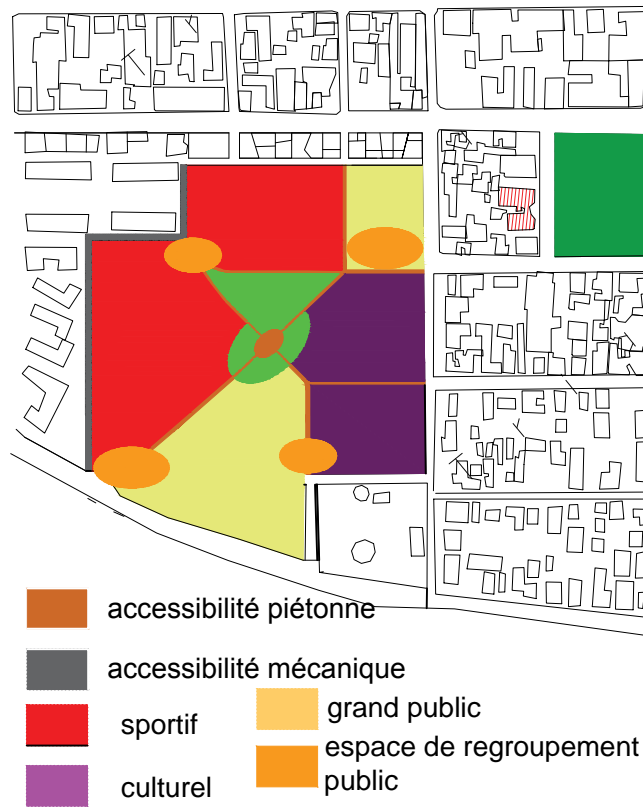 accessibilité piétonne
accessibilité mécanique
sportif
culturel
grand public
espace de regroupement
public